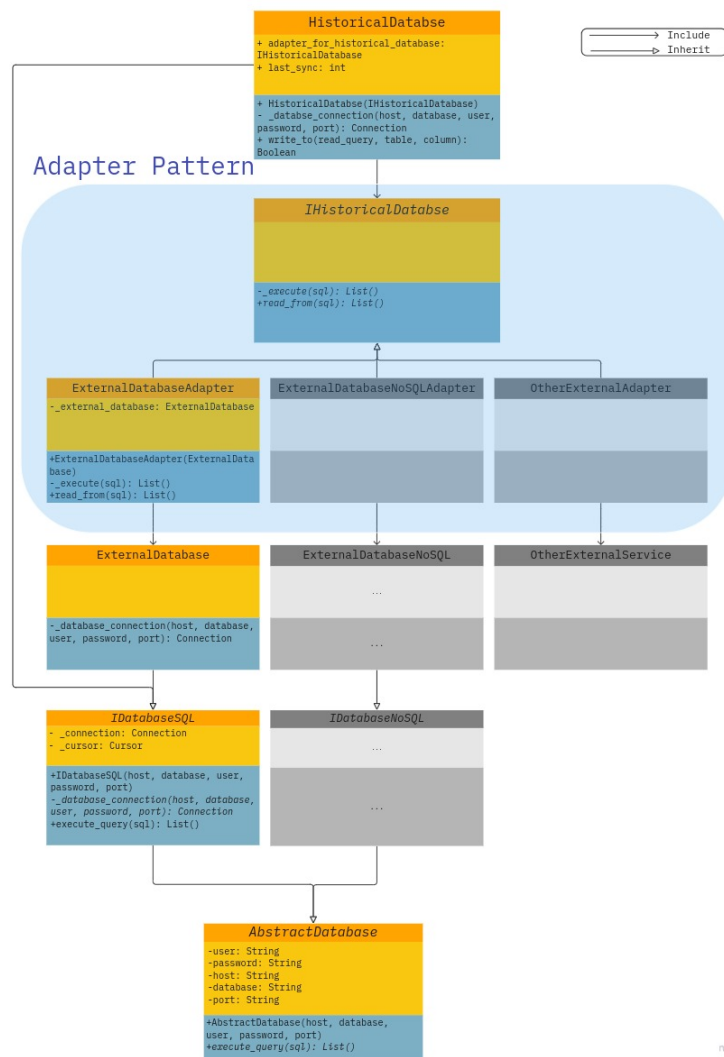 HistoricalDatabse
+ adapter_for_historical_database:
IHistoricalDatabase
+ last_sync: int
+ HistoricalDatabse(IHistoricalDatabase)
- _databse_connection(host, database, user,
password, port): Connection
+ write_to(read_query, table, column):
Boolean
Include
Inherit
Adapter Pattern
IHistoricalDatabse
-_execute(sql): List()
+read_from(sql): List()
ExternalDatabaseAdapter
-_external_database: ExternalDatabase
+ExternalDatabaseAdapter(ExternalData
base)
-_execute(sql): List()
+read_from(sql): List()
ExternalDatabaseNoSQLAdapter
OtherExternalAdapter
ExternalDatabase
-_database_connection(host, database,
user, password, port): Connection
ExternalDatabaseNoSQL
...
...
OtherExternalService
IDatabaseSQL
- _connection: Connection
- _cursor: Cursor
+IDatabaseSQL(host, database, user,
password, port)
-_database_connection(host, database,
user, password, port): Connection
+execute_query(sql): List()
IDatabaseNoSQL
...
...
AbstractDatabase
-user: String
-password: String
-host: String
-database: String
-port: String
+AbstractDatabase(host, database,
user, password, port)
+execute_query(sql): List()